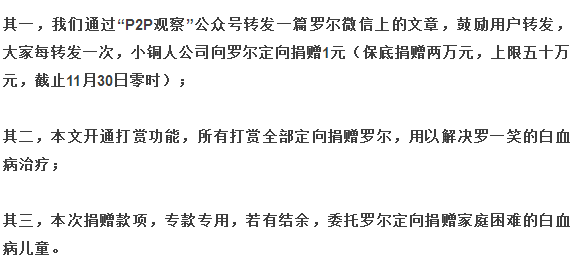 其一，我们通过“P2P观察”公众号转发一篇罗尔微信上的文章，鼓励用户转发，
大家每转发一次，小铜人公司向罗尔定向捐赠1元（保底捐赠两万元，上限五十万
元，截止11月30日零时）；
其二，本文开通打赏功能，所有打赏全部定向捐赠罗尔，用以解决罗一笑的白血
病治疗；
其三，本次捐赠款项，专款专用，若有结余，委托罗尔定向捐赠家庭困难的白血
病儿童。